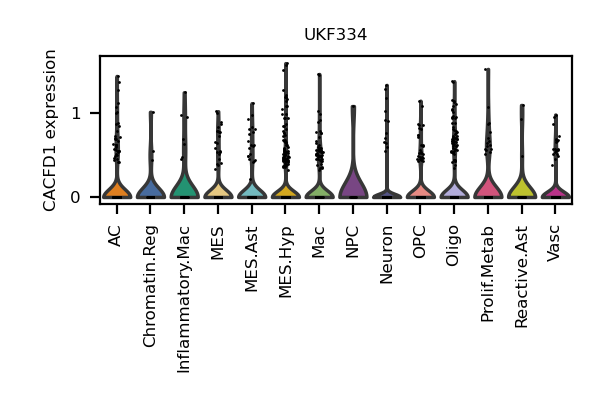 UKF334
CACFD1 expression
1
0
AC
Chromatin.Reg
Inflammatory.Mac
MES
MES.Ast
MES.Hyp
Mac
NPC
Neuron
OPC
Oligo
Prolif.Metab
Reactive.Ast
Vasc